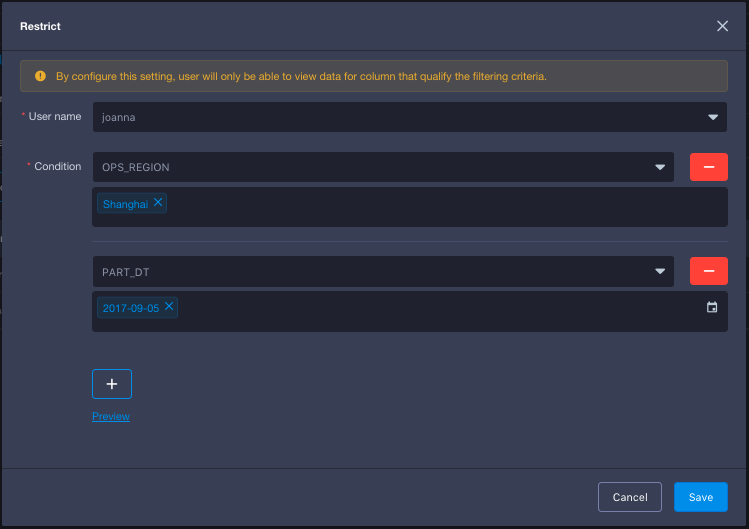 Restrict
By configure this setting, user will only be able to view data for column that qualify the filtering criteria.
* User name
joanna
* Condition
OPS_REGION
Shanghai
PART_DT
2017-09-05
Preview
Cancel
Save